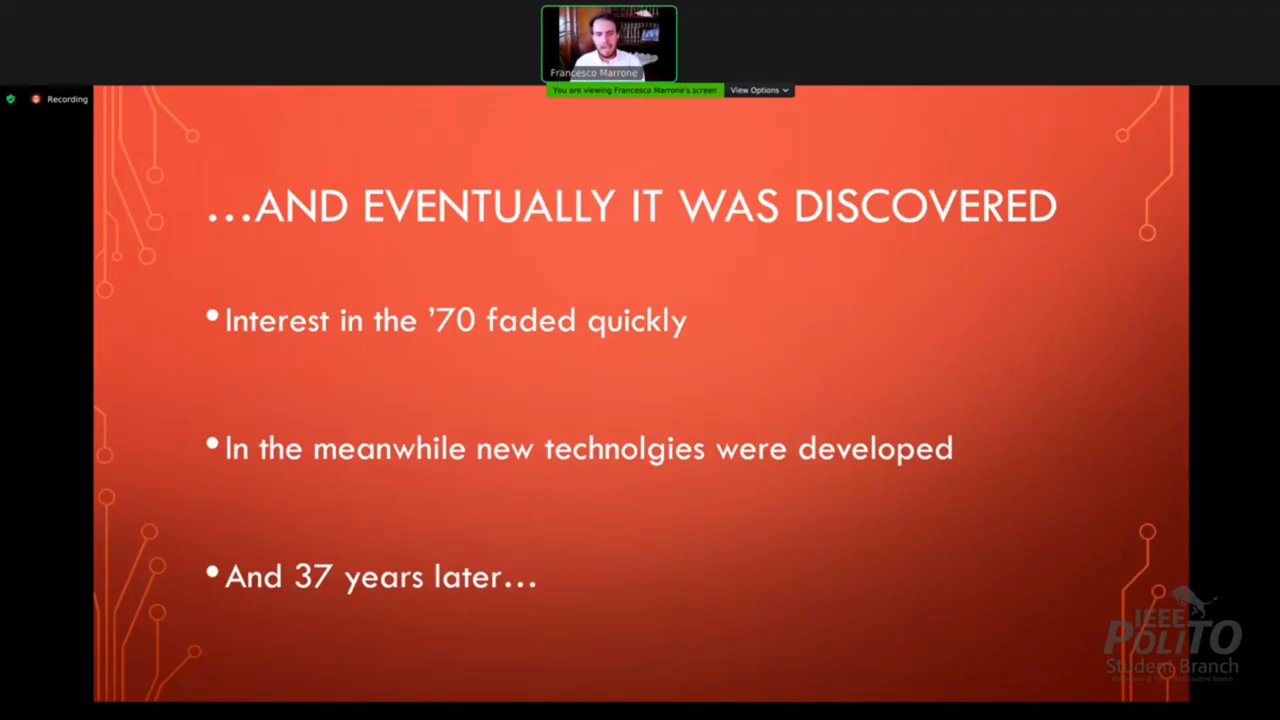 Francesco Marrone
You are viewing Francesco Marrone's screen
View Options
Recording
...AND EVENTUALLY IT WAS DISCOVERED
•Interest in the ’70 faded quickly
•In the meanwhile new technolgies were developed
•And 37 years later...
IEEE
POLITO
Student Branch